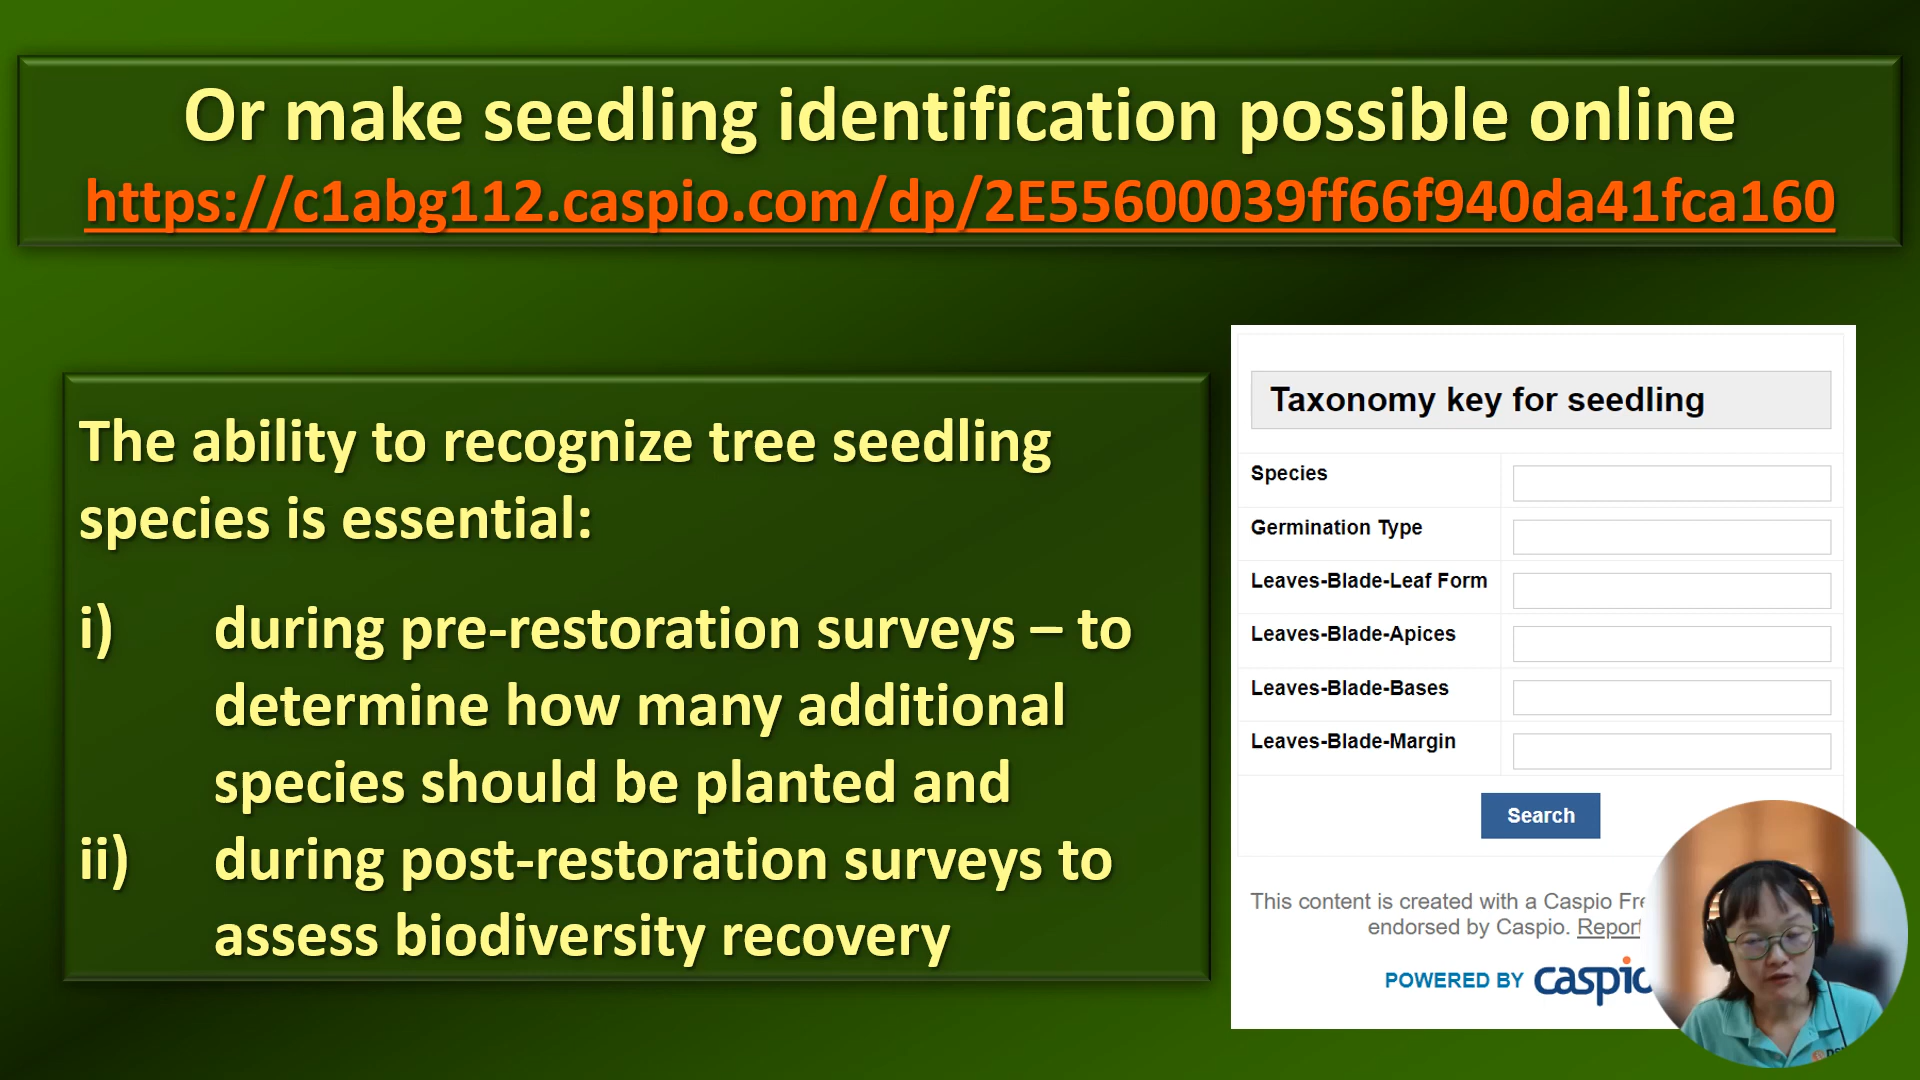 Or make seedling identification possible online
https://c1abg112.caspio.com/dp/2E55600039ff66f940da41fca160
The ability to recognize tree seedling
species is essential:
i) during pre-restoration surveys – to
determine how many additional
species should be planted and
ii) during post-restoration surveys to
assess biodiversity recovery
Taxonomy key for seedling
Species
Germination Type
Leaves-Blade-Leaf Form
Leaves-Blade-Apices
Leaves-Blade-Bases
Leaves-Blade-Margin
Search
This content is created with a Caspio
endorsed by Caspio. Report
POWERED BY caspio